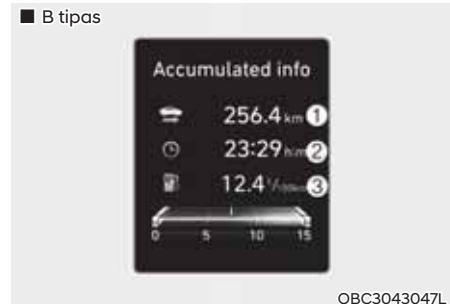 ■ B tipas
Accumulated info
256.4 km ①
23:29 h:m ②
12.4 ③
0 5 10 15
OBC3043047L